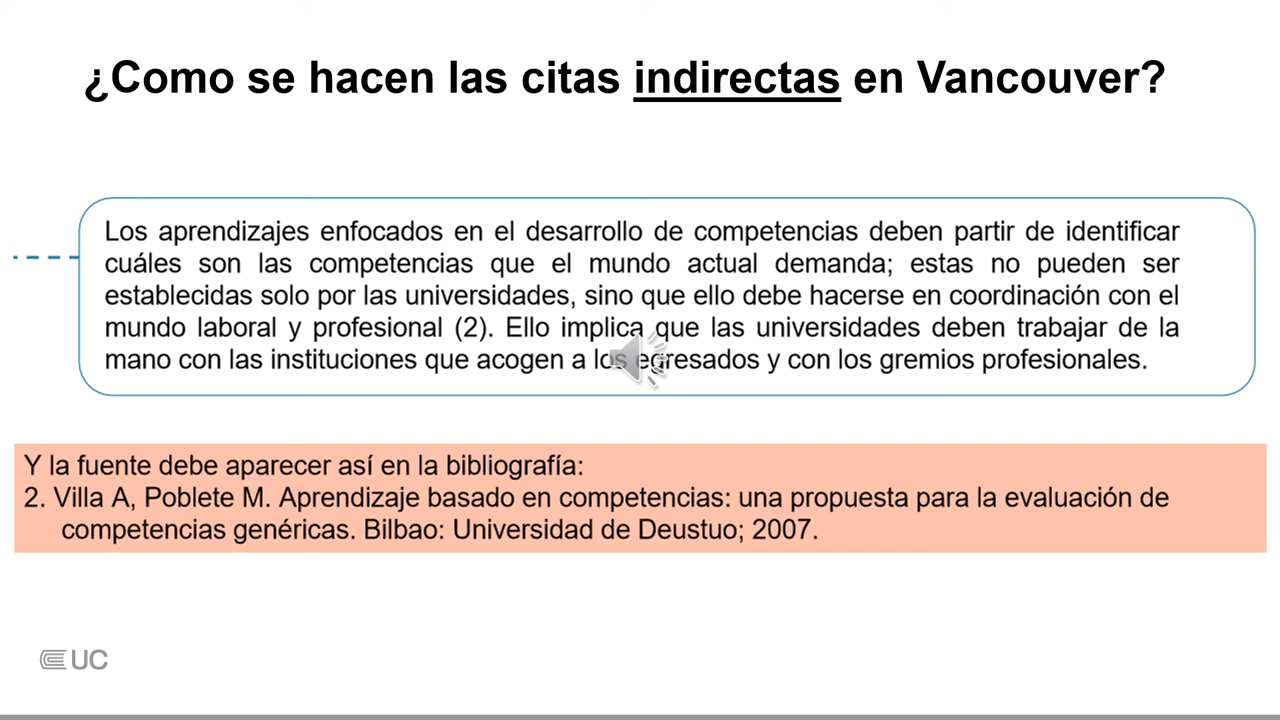 ¿Como se hacen las citas indirectas en Vancouver?
Los aprendizajes enfocados en el desarrollo de competencias deben partir de identificar
cuáles son las competencias que el mundo actual demanda; estas no pueden ser
establecidas solo por las universidades, sino que ello debe hacerse en coordinación con el
mundo laboral y profesional (2). Ello implica que las universidades deben trabajar de la
mano con las instituciones que acogen a los egresados y con los gremios profesionales.
Y la fuente debe aparecer así en la bibliografía:
2. Villa A, Poblete M. Aprendizaje basado en competencias: una propuesta para la evaluación de
competencias genéricas. Bilbao: Universidad de Deustuo; 2007.
UC